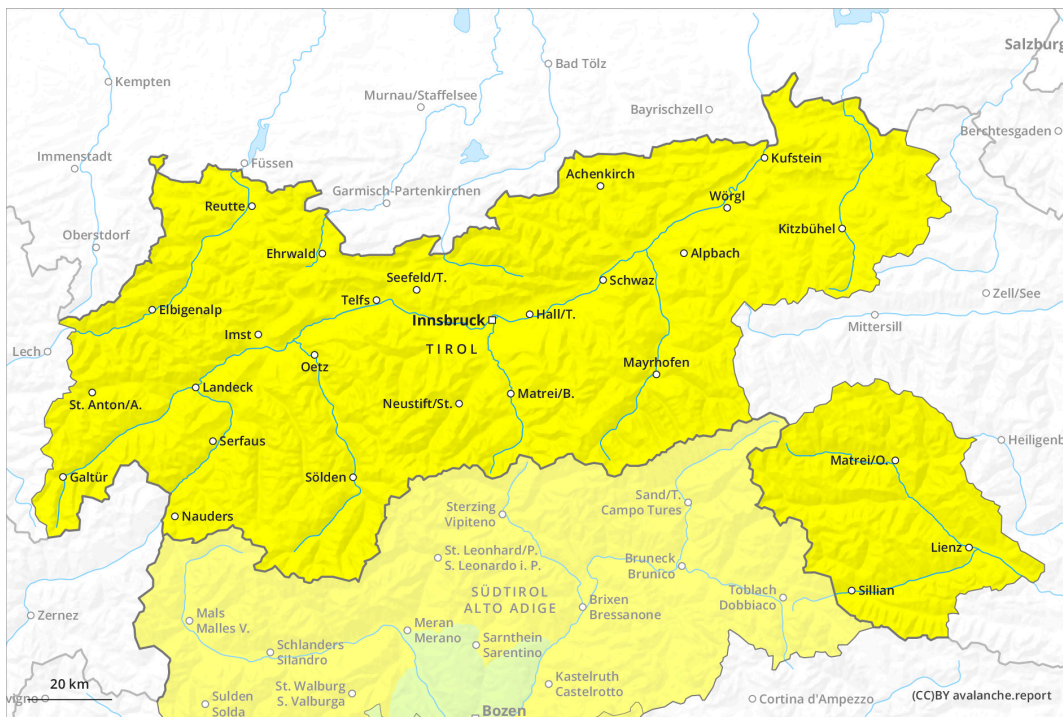 Salzburg
Bad Tölz
Kempten
Murnau/Staffelsee
Bayrischzell
Berchtesgaden
Immenstadt
Füssen
Kufstein
Achenkirch
Garmisch-Partenkirchen
Wörgl
Reutte
Kitzbühel
Oberstdorf
Ehrwald
Alpbach
Seefeld/T.
Schwaz
Zell/See
Telfs
Elbigenalp
Innsbruck
Hall/T.
Mittersill
Imst
TIROL
Lech
Oetz
Mayrhofen
Landeck
St. Anton/A.
Neustift/St.
Matrei/B.
Serfaus
Heiligenb
Matrei/O.
Galtür
Sölden
Sand/T.
Campo Tures
Sterzing
Vipiteno
Nauders
Lienz
St. Leonhard/P.
S. Leonardo i. P.
Bruneck
Brunico
SÜDTIROL
ALTO ADIGE
Toblach
Dobbiaco
Sillian
Brixen
Bressanone
Zernez
Mals
Malles V.
Meran
Merano
Sarnthein
Sarentino
Schlanders
Silandro
Kastelruth
Castelrotto
20 km
St. Walburg
S. Valburga
vigno
Sulden
Solda
Cortina d'Ampezzo
(CC)BY avalanche.report
Bozen